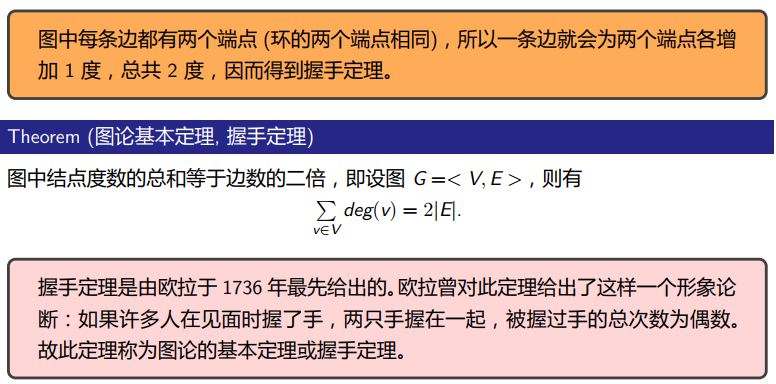 图中每条边都有两个端点 (环的两个端点相同)，所以一条边就会为两个端点各增
加 1 度，总共 2 度，因而得到握手定理。
Theorem (图论基本定理, 握手定理)
图中结点度数的总和等于边数的二倍，即设图 G =< V, E >，则有
∑ deg(v) = 2|E|.
v∈V
握手定理是由欧拉于 1736 年最先给出的。欧拉曾对此定理给出了这样一个形象论
断：如果许多人在见面时握了手，两只手握在一起，被握过手的总次数为偶数。
故此定理称为图论的基本定理或握手定理。